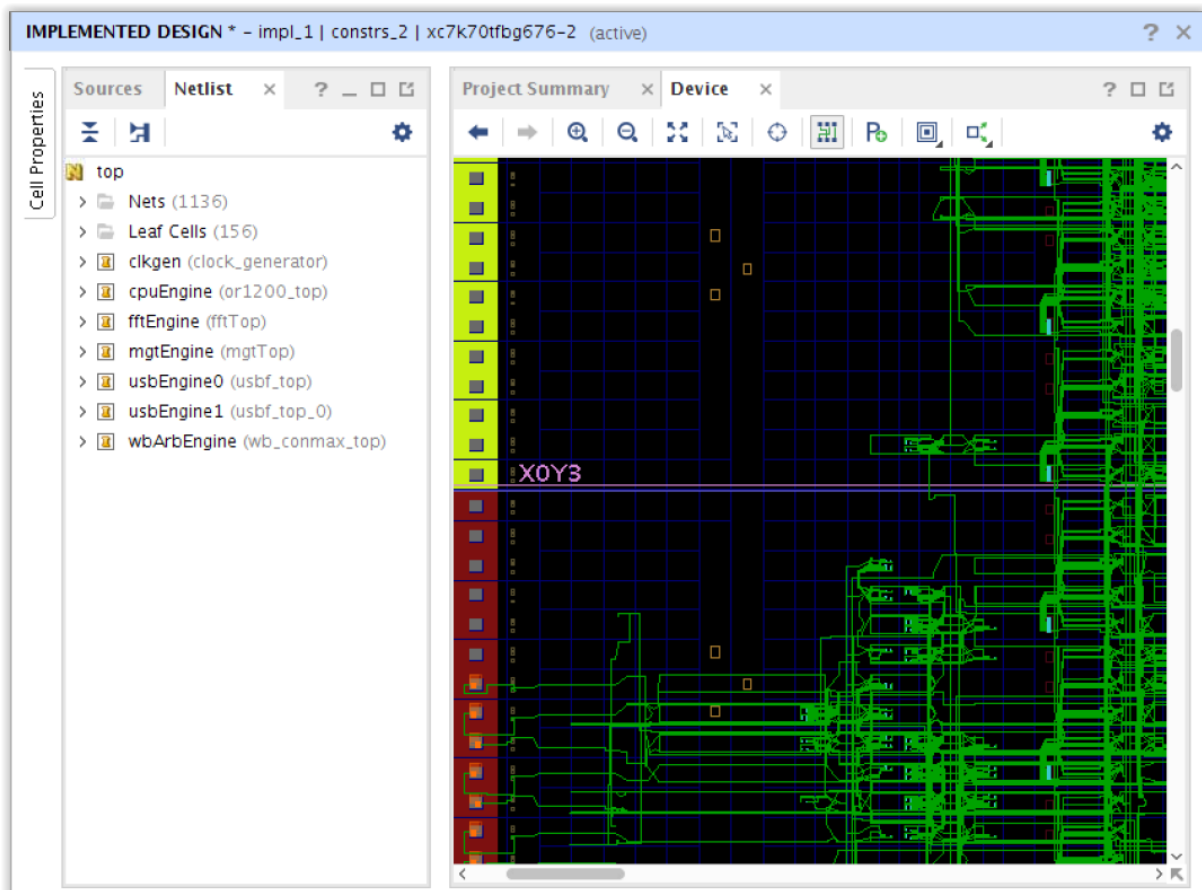 IMPLEMENTED DESIGN * - impl_1 | constrs_2 | xc7k70tfbg676-2 (active)
Cell Properties
Sources Netlist
top
Nets (1136)
Leaf Cells (156)
clkgen (clock_generator)
cpuEngine (or1200_top)
fftEngine (fftTop)
mgtEngine (mgtTop)
usbEngine0 (usbf_top)
usbEngine1 (usbf_top_0)
wbArbEngine (wb_conmax_top)
Project Summary Device
X0Y3